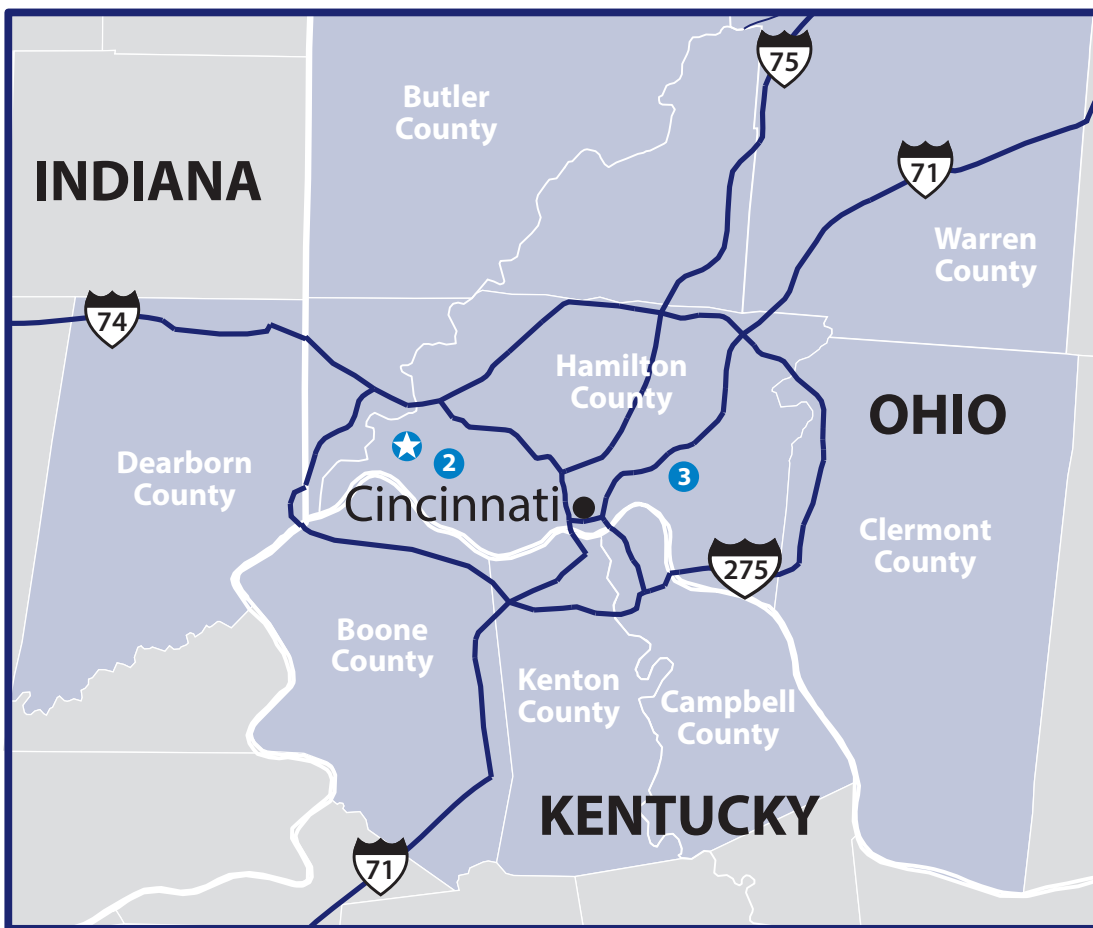 75
Butler
County
71
INDIANA
Warren
County
74
Hamilton
County
OHIO
Dearborn
County
2
3
Cincinnati
Clermont
County
275
Boone
County
Kenton
County
Campbell
County
KENTUCKY
71